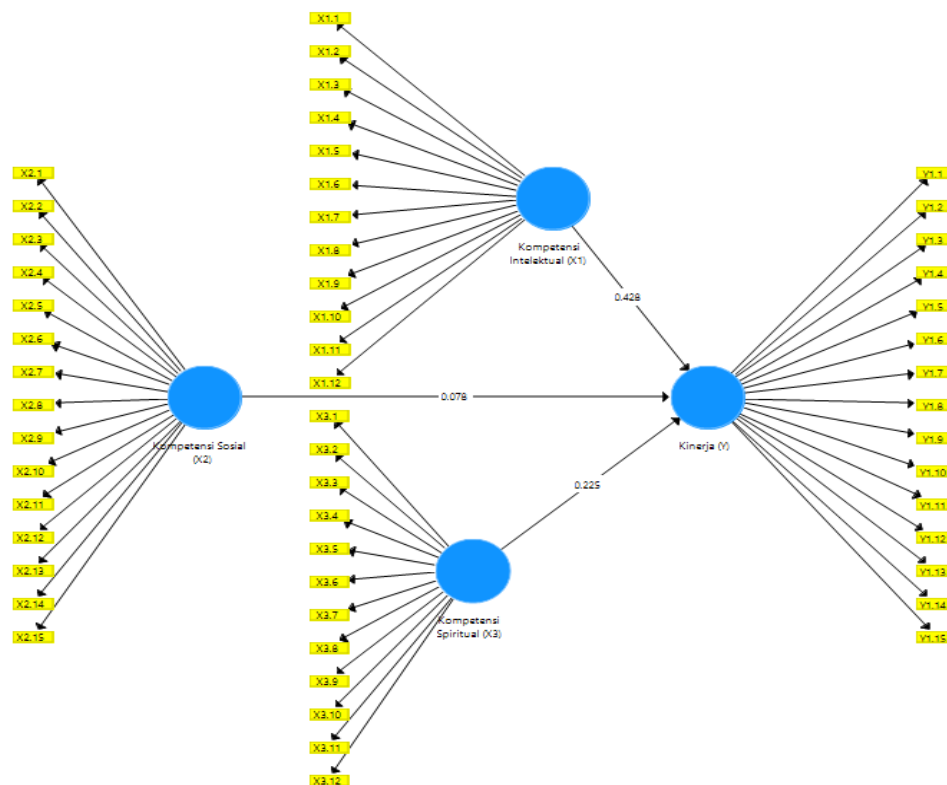 X1.1
X1.2
X1.3
X1.4
X1.5
X1.6
X1.7
X1.8
X1.9
X1.10
X1.11
X1.12
Kompetensi
Intelektual (X1)
0.428
X2.1
X2.2
X2.3
X2.4
X2.5
X2.6
X2.7
X2.8
X2.9
X2.10
X2.11
X2.12
X2.13
X2.14
X2.15
Kompetensi Sosial
(X2)
0.078
X3.1
X3.2
X3.3
X3.4
X3.5
X3.6
X3.7
X3.8
X3.9
X3.10
X3.11
X3.12
Kompetensi
Spiritual (X3)
0.225
Kinerja (Y)
Y1.1
Y1.2
Y1.3
Y1.4
Y1.5
Y1.6
Y1.7
Y1.8
Y1.9
Y1.10
Y1.11
Y1.12
Y1.13
Y1.14
Y1.15